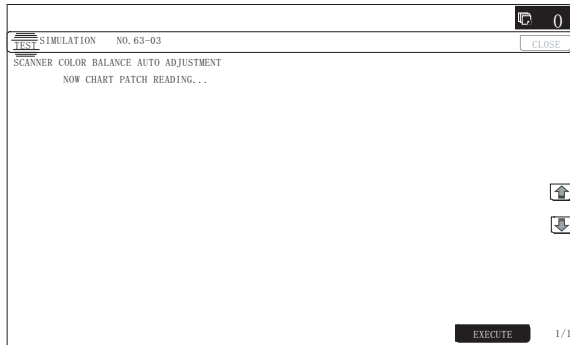 0
TEST SIMULATION NO. 63-03
CLOSE
SCANNER COLOR BALANCE AUTO ADJUSTMENT
NOW CHART PATCH READING...
EXECUTE 1/1